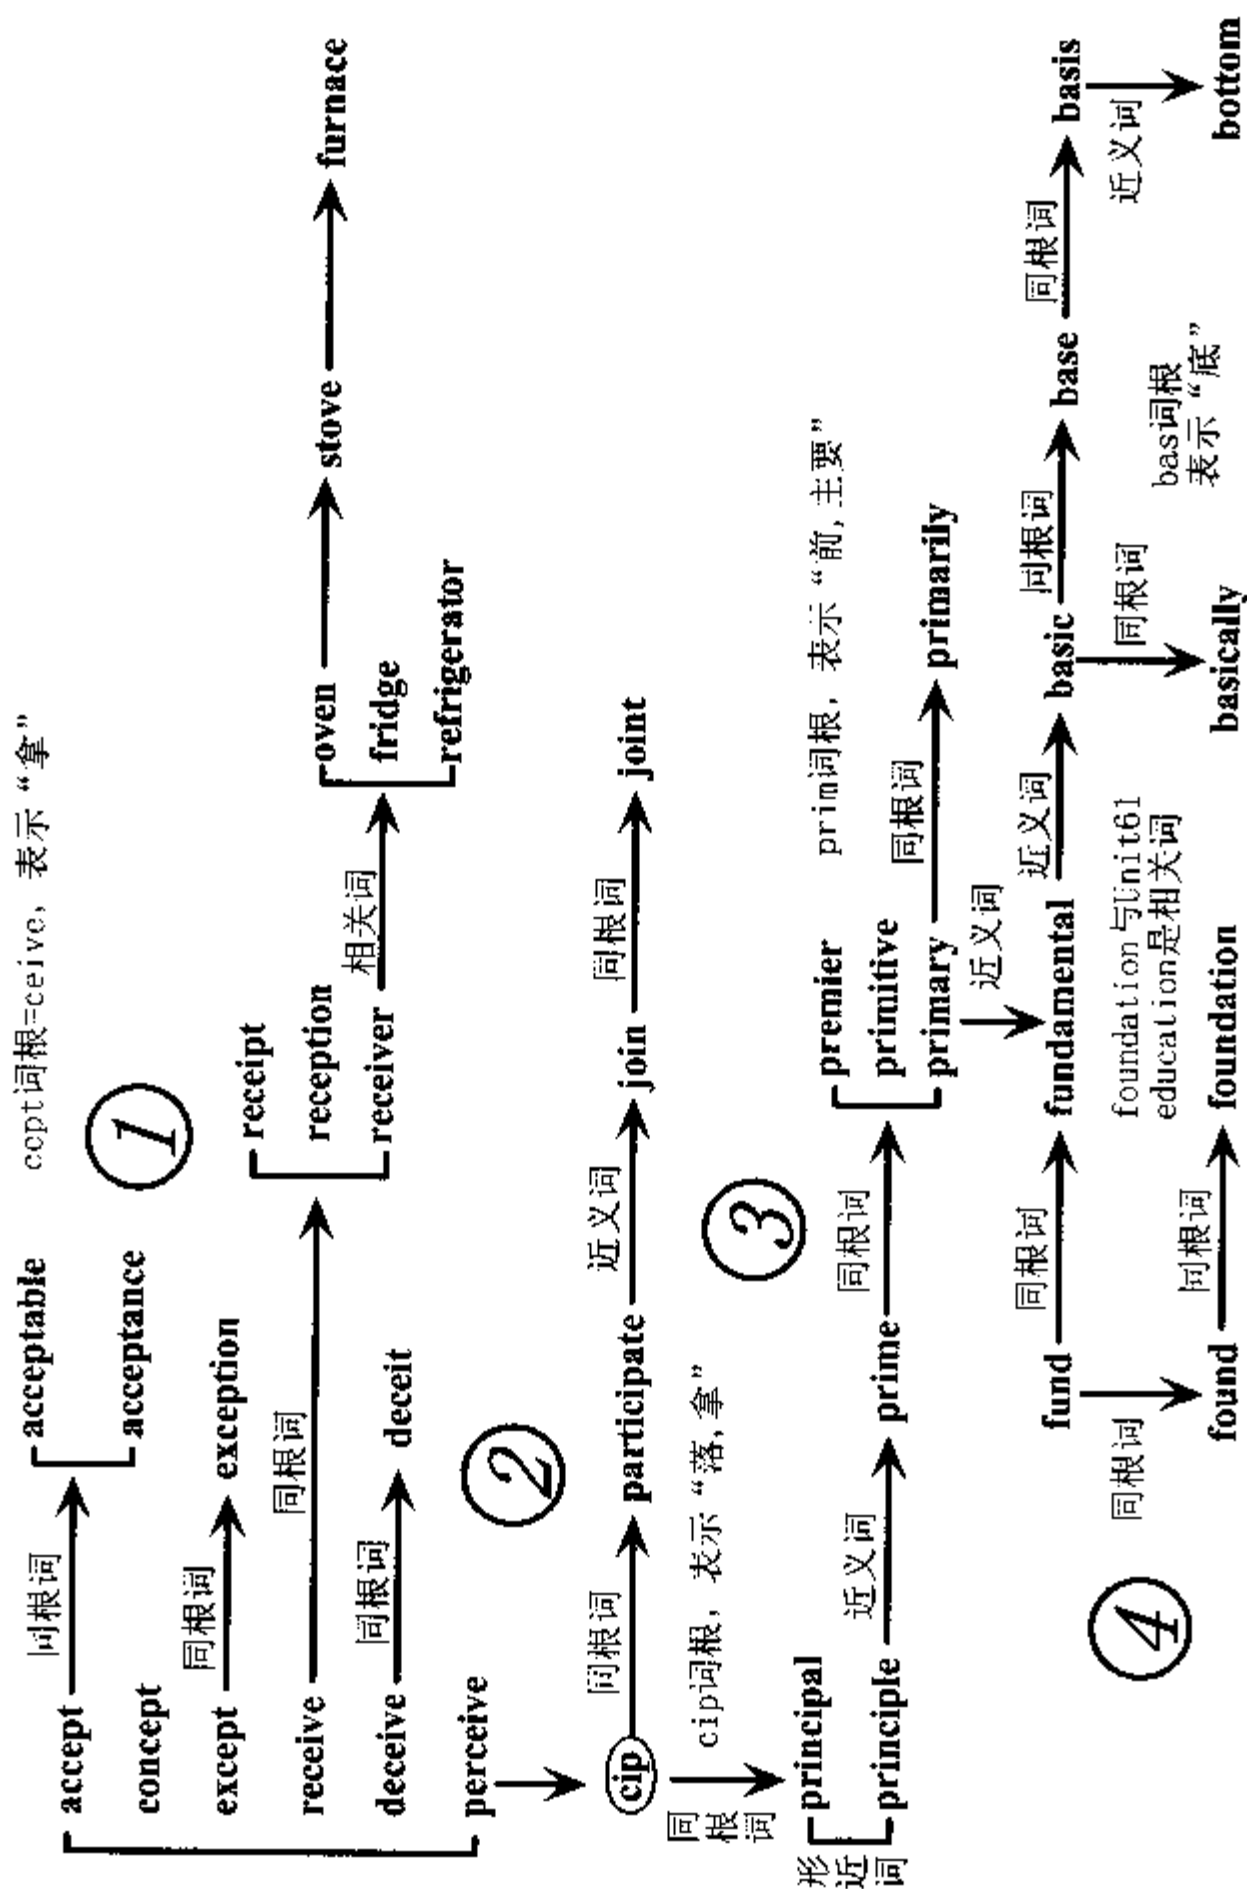 cept词根=ceive, 表示“拿”
accept
同根词
acceptable
acceptance
concept
except
同根词
exception
①
receive
同根词
receipt
reception
receiver
相关词
oven
fridge
refrigerator
stove
furnace
deceive
同根词
deceit
perceive
②
cip
同根词
participate
近义词
join
同根词
joint
同根词
cip词根, 表示“落,拿”
③
形近词
principal
principle
近义词
prime
同根词
premier
primitive
primary
prim词根, 表示“前,主要”
同根词
primarily
近义词
④
fund
同根词
fundamental
近义词
basic
同根词
base
同根词
basis
同根词
foundation与Unit61
education是相关词
同根词
bas词根
表示“底”
近义词
found
同根词
foundation
basically
bottom